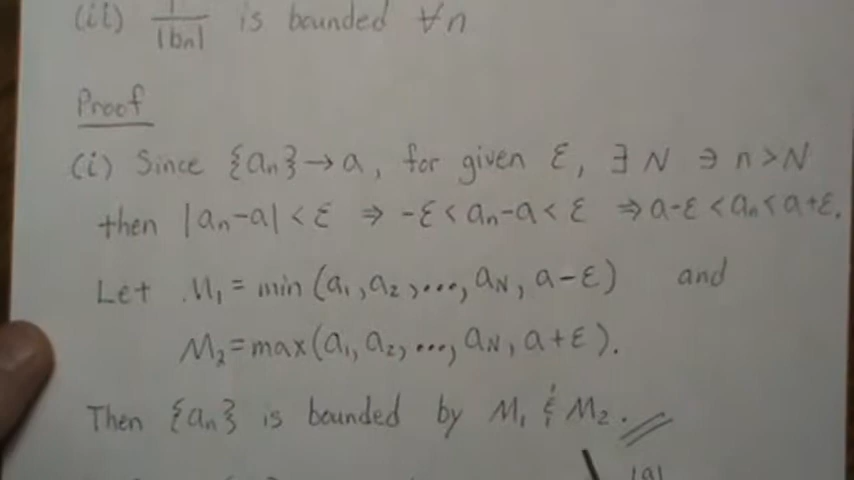 (ii) 1/|bn| is bounded ∀n
Proof
(i) Since {an}→a, for given ε, ∃ N ∋ n>N
then |an-a|<ε ⇒ -ε<an-a<ε ⇒ a-ε<an<a+ε.
Let M1 = min(a1, a2, ..., aN, a-ε) and
M2 = max(a1, a2, ..., aN, a+ε).
Then {an} is bounded by M1 & M2. //
|a|